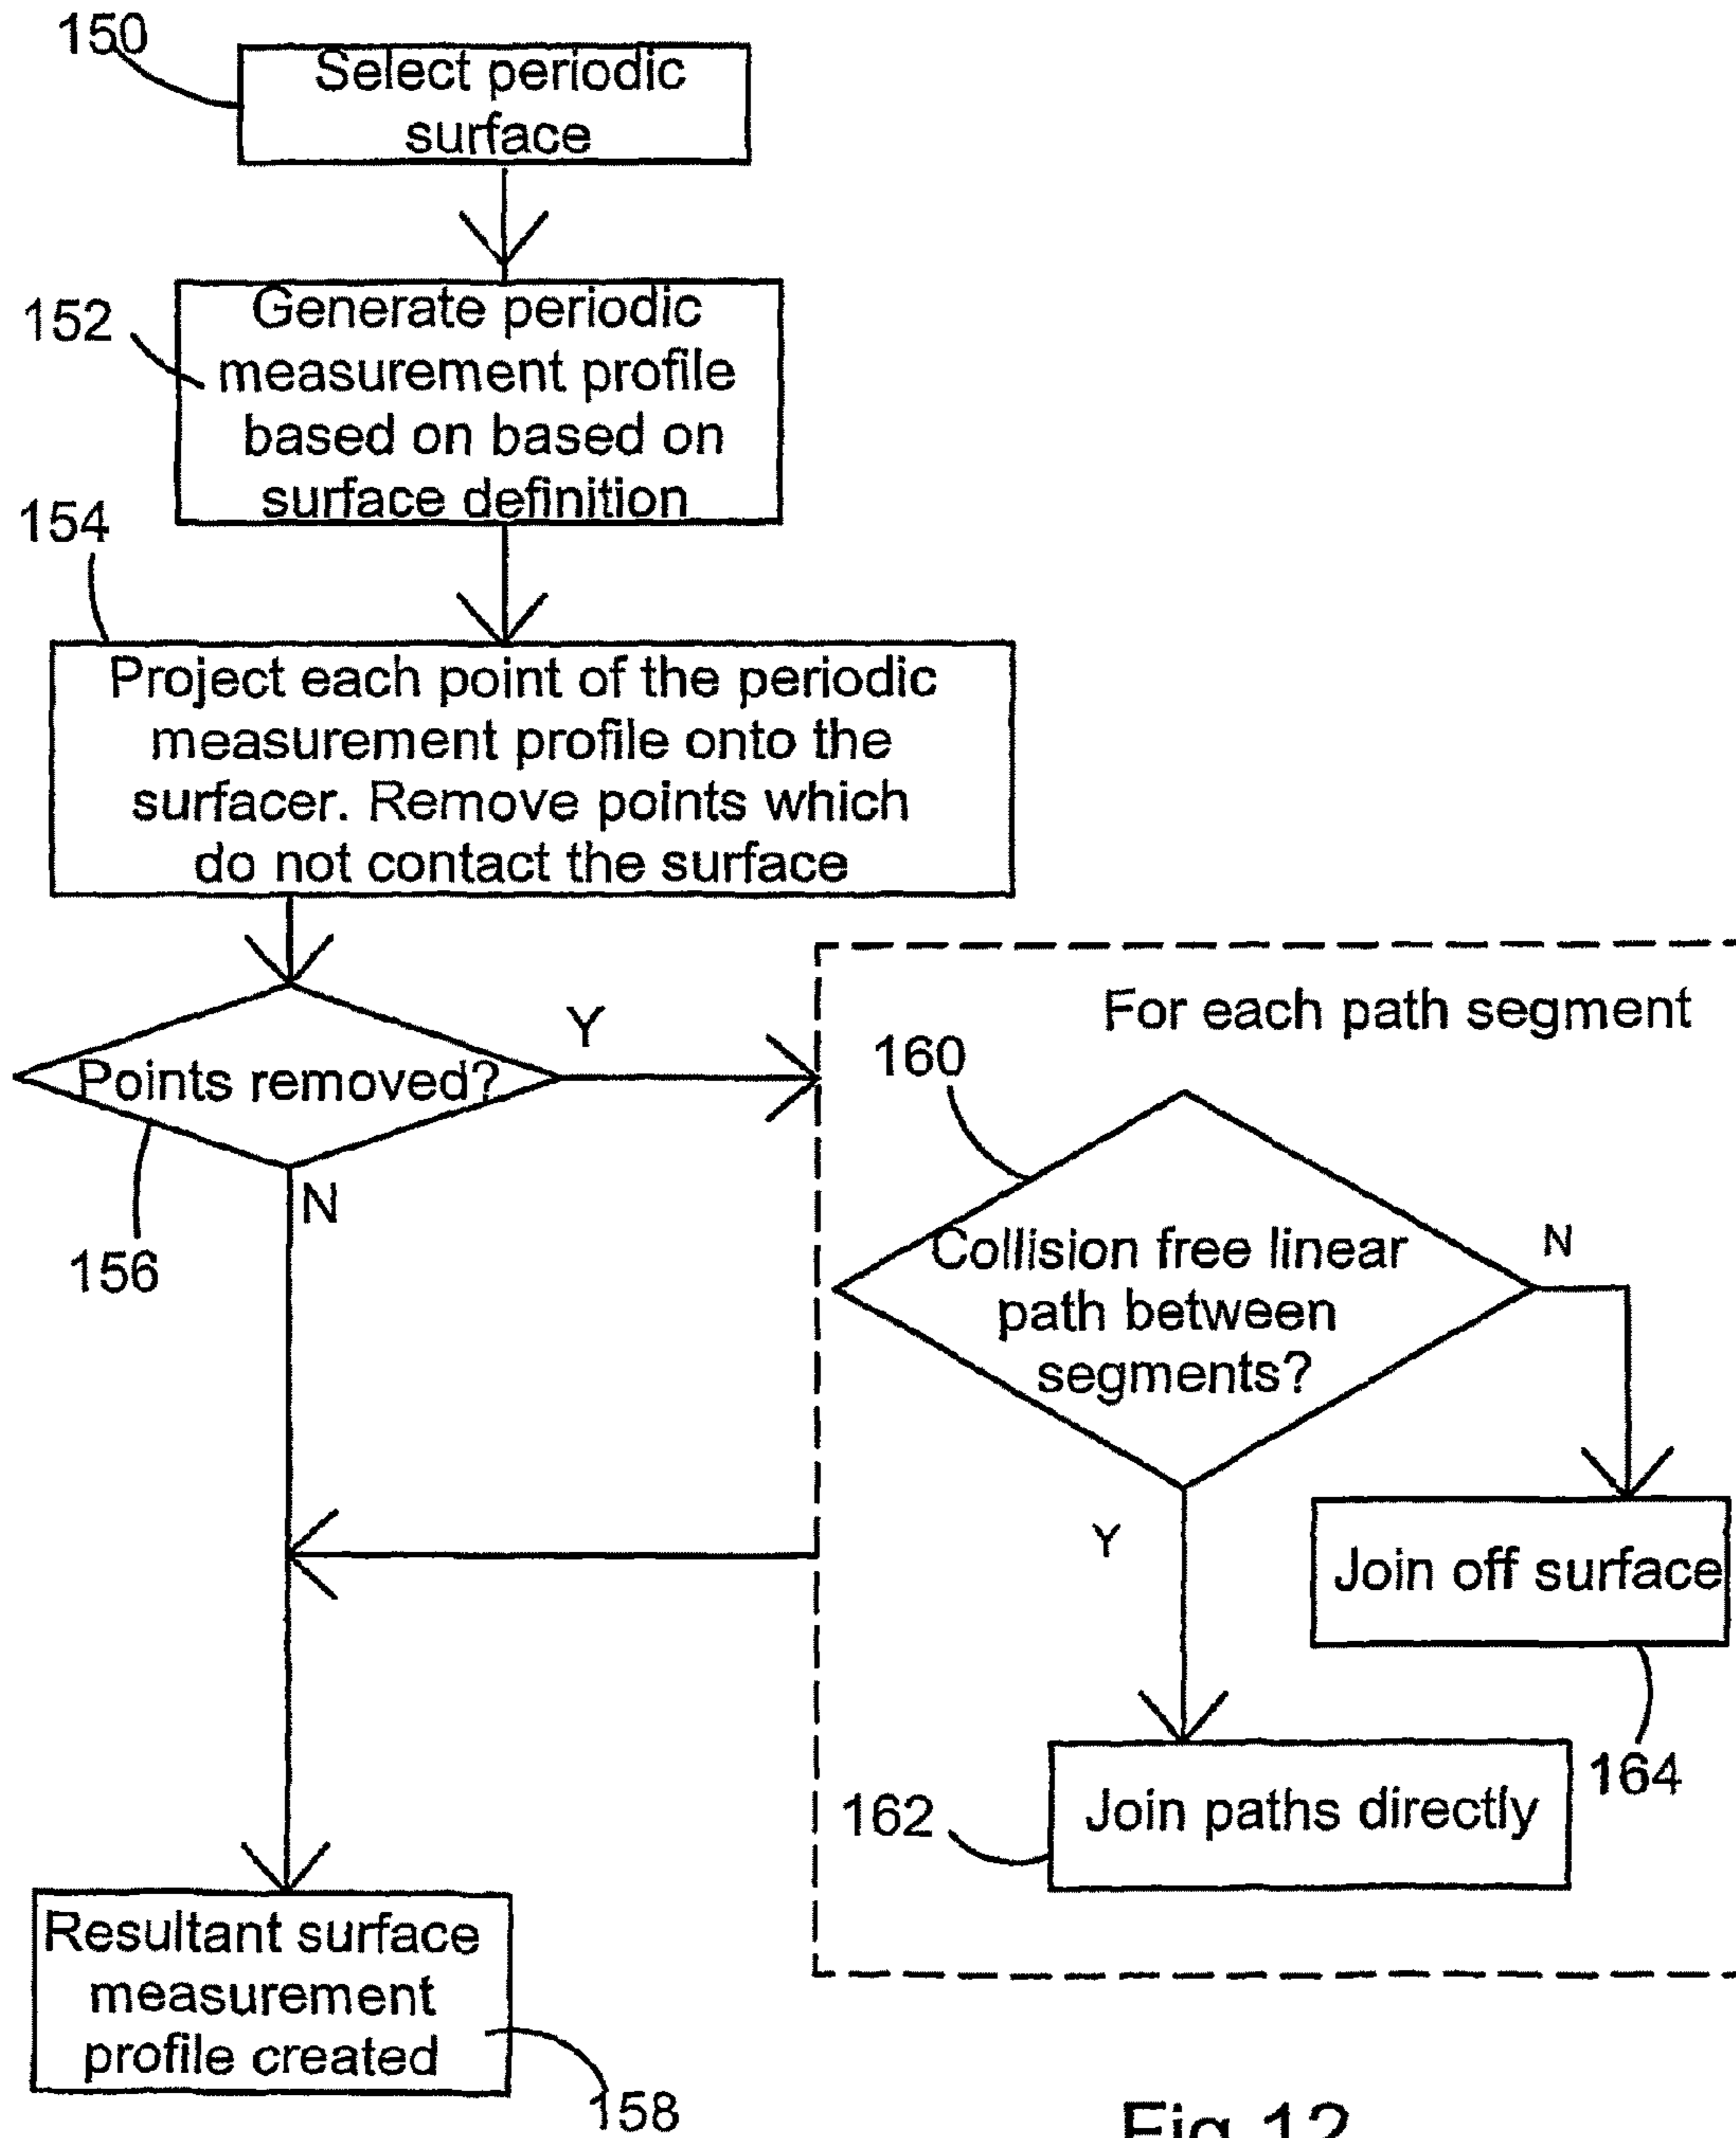 150
Select periodic
surface
152
Generate periodic
measurement profile
based on based on
surface definition
154
Project each point of the periodic
measurement profile onto the
surfacer. Remove points which
do not contact the surface
Points removed?
Y
N
156
For each path segment
160
Collision free linear
path between
segments?
N
Y
Join off surface
164
162
Join paths directly
Resultant surface
measurement
profile created
158
Fig 12